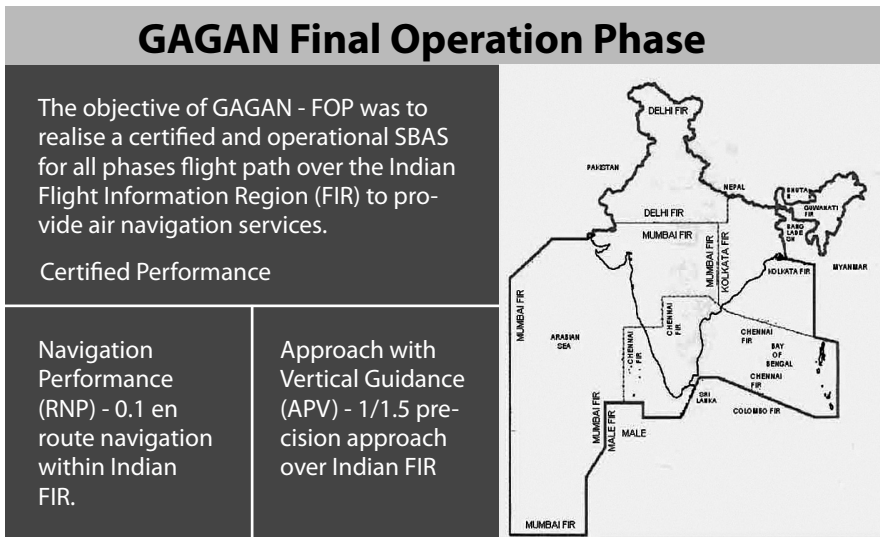 GAGAN Final Operation Phase
The objective of GAGAN - FOP was to
realise a certified and operational SBAS
for all phases flight path over the Indian
Flight Information Region (FIR) to pro-
vide air navigation services.
Certified Performance
Navigation
Performance
(RNP) - 0.1 en
route navigation
within Indian
FIR.
Approach with
Vertical Guidance
(APV) - 1/1.5 pre-
cision approach
over Indian FIR
DELHI FIR
PAKISTAN
NEPAL
BHUTA
N
GUWAHATI
FIR
DELHI FIR
MUMBAI FIR
BANG
LADE
MUMBAI FIR
KOLKATA FIR
KOLKATA FIR
MYANMAR
MUMBAI FIR
ARABIAN
SEA
CHENNAI
FIR
CHENNAI
FIR
CHENNAI
FIR
BAY
OF
BENGAL
CHENNAI
FIR
SRI
LABKA
COLOMBO FIR
MUMBAI FIR
MALE FIR
MALE
MUMBAI FIR